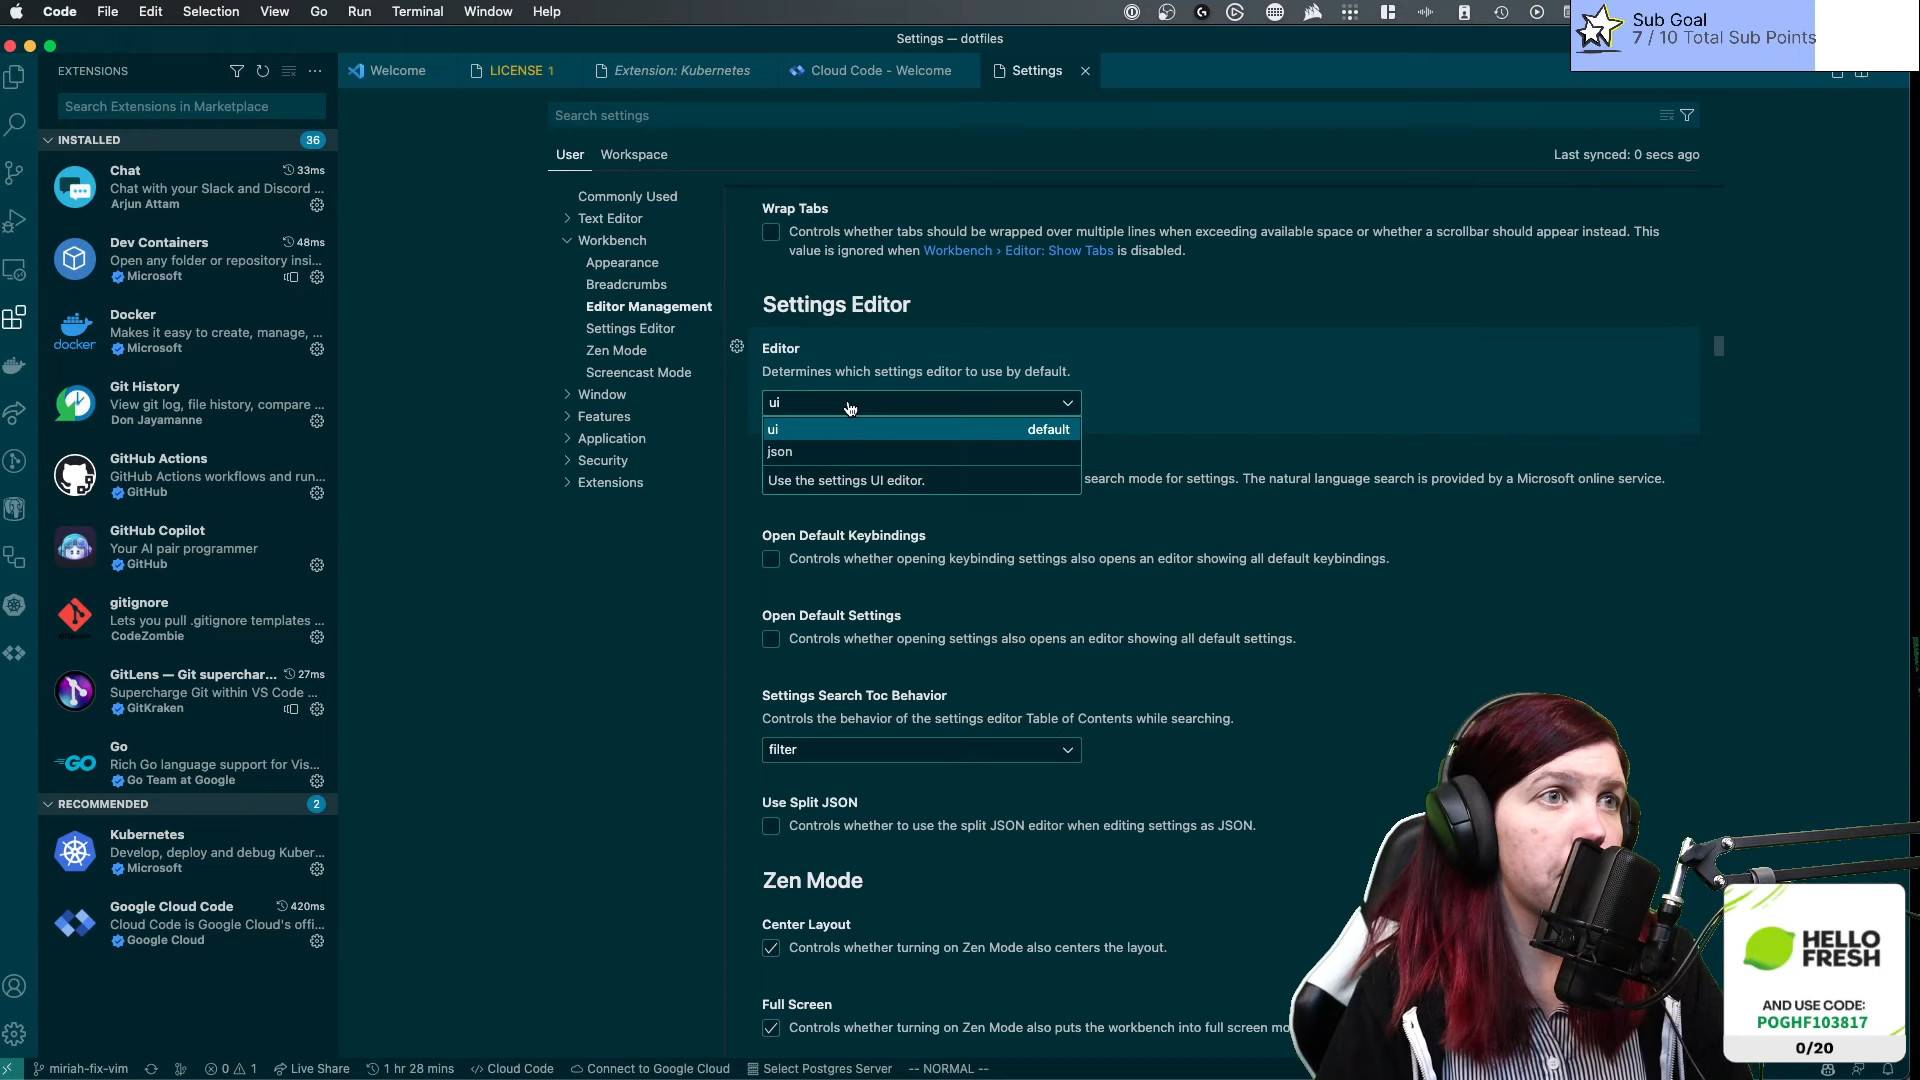 Code File Edit Selection View Go Run Terminal Window Help
Sub Goal
7 / 10 Total Sub Points
Settings — dotfiles
EXTENSIONS
Welcome
LICENSE 1
Extension: Kubernetes
Cloud Code - Welcome
Settings
Search Extensions in Marketplace
Search settings
INSTALLED 36
User Workspace
Last synced: 0 secs ago
Chat 33ms
Chat with your Slack and Discord ...
Arjun Attam
Dev Containers 48ms
Open any folder or repository insi...
Microsoft
Docker
Makes it easy to create, manage, ...
Microsoft
docker
Git History
View git log, file history, compare ...
Don Jayamanne
GitHub Actions
GitHub Actions workflows and run...
GitHub
GitHub Copilot
Your AI pair programmer
GitHub
gitignore
Lets you pull .gitignore templates ...
CodeZombie
GitLens — Git superchar... 27ms
Supercharge Git within VS Code ...
GitKraken
Go
Rich Go language support for Vis...
Go Team at Google
GO
RECOMMENDED 2
Kubernetes
Develop, deploy and debug Kuber...
Microsoft
Google Cloud Code 420ms
Cloud Code is Google Cloud's offi...
Google Cloud
Commonly Used
Text Editor
Workbench
Appearance
Breadcrumbs
Editor Management
Settings Editor
Zen Mode
Screencast Mode
Window
Features
Application
Security
Extensions
Wrap Tabs
Controls whether tabs should be wrapped over multiple lines when exceeding available space or whether a scrollbar should appear instead. This
value is ignored when Workbench › Editor: Show Tabs is disabled.
Settings Editor
Editor
Determines which settings editor to use by default.
ui
ui default
json
Use the settings UI editor.
search mode for settings. The natural language search is provided by a Microsoft online service.
Open Default Keybindings
Controls whether opening keybinding settings also opens an editor showing all default keybindings.
Open Default Settings
Controls whether opening settings also opens an editor showing all default settings.
Settings Search Toc Behavior
Controls the behavior of the settings editor Table of Contents while searching.
filter
Use Split JSON
Controls whether to use the split JSON editor when editing settings as JSON.
Zen Mode
Center Layout
Controls whether turning on Zen Mode also centers the layout.
Full Screen
Controls whether turning on Zen Mode also puts the workbench into full screen mo
HELLO
FRESH
AND USE CODE:
POGHF103817
0/20
miriah-fix-vim 0 1 Live Share 1 hr 28 mins Cloud Code Connect to Google Cloud Select Postgres Server -- NORMAL --